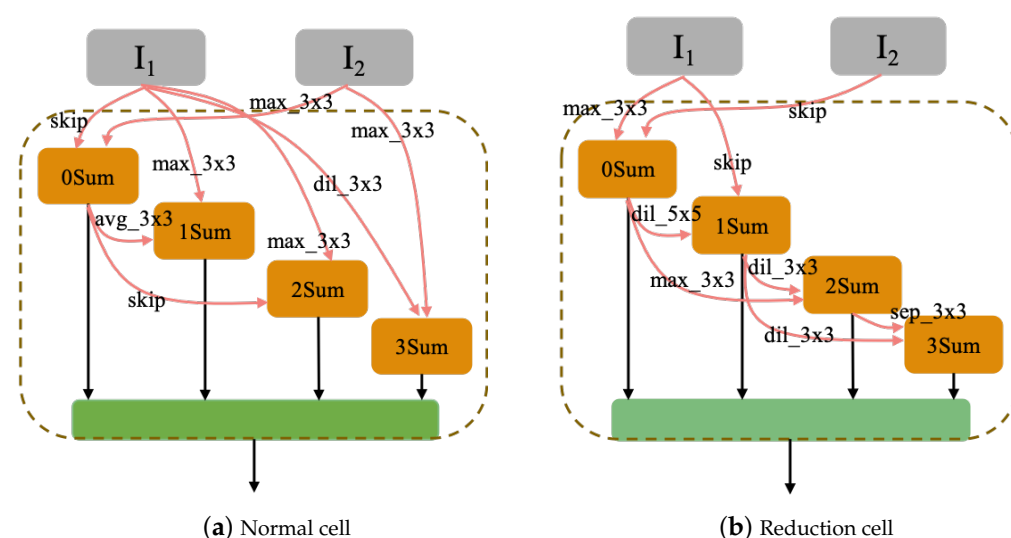 I1
I2
max_3x3
skip
max_3x3
0Sum
max_3x3
dil_3x3
avg_3x3
1Sum
max_3x3
skip
2Sum
3Sum
(a) Normal cell
I1
I2
max_3x3
skip
0Sum
skip
dil_5x5
1Sum
dil_3x3
max_3x3
2Sum
sep_3x3
dil_3x3
3Sum
(b) Reduction cell